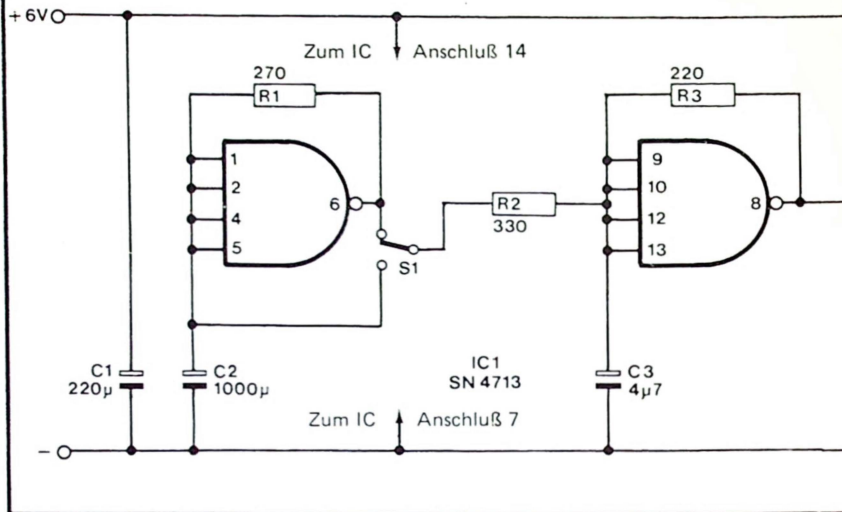 + 6V
Zum IC Anschluß 14
270
R1
220
R3
1
2
4
5
6
R2
330
9
10
12
13
8
S1
C1
220µ
C2
1000µ
IC1
SN 4713
C3
4µ7
Zum IC Anschluß 7
-